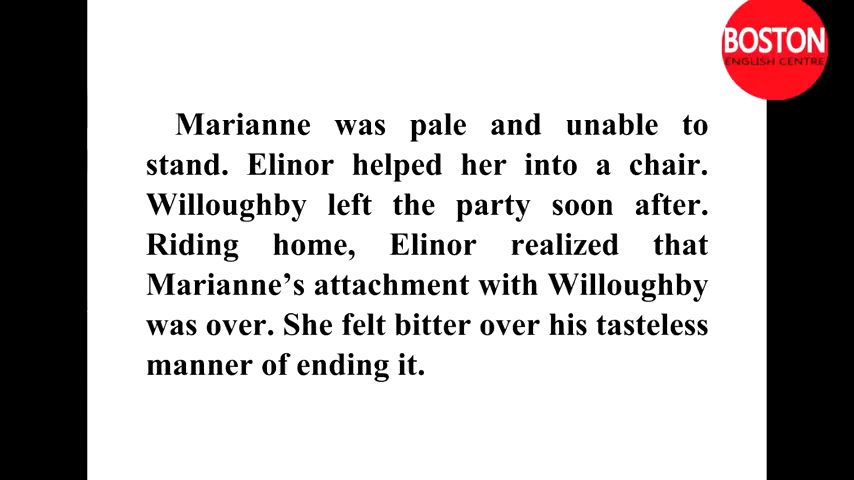 BOSTON
ENGLISH CENTRE
Marianne was pale and unable to
stand. Elinor helped her into a chair.
Willoughby left the party soon after.
Riding home, Elinor realized that
Marianne’s attachment with Willoughby
was over. She felt bitter over his tasteless
manner of ending it.